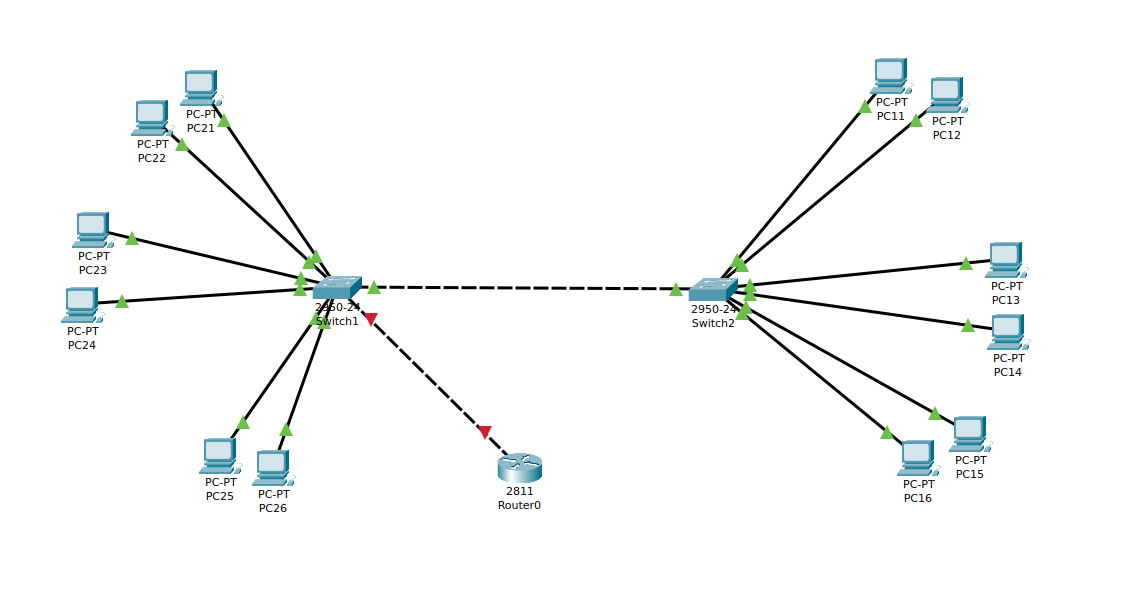 PC-PT
PC21
PC-PT
PC22
PC-PT
PC23
PC-PT
PC24
PC-PT
PC25
PC-PT
PC26
2950-24
Switch1
2811
Router0
2950-24
Switch2
PC-PT
PC11
PC-PT
PC12
PC-PT
PC13
PC-PT
PC14
PC-PT
PC15
PC-PT
PC16